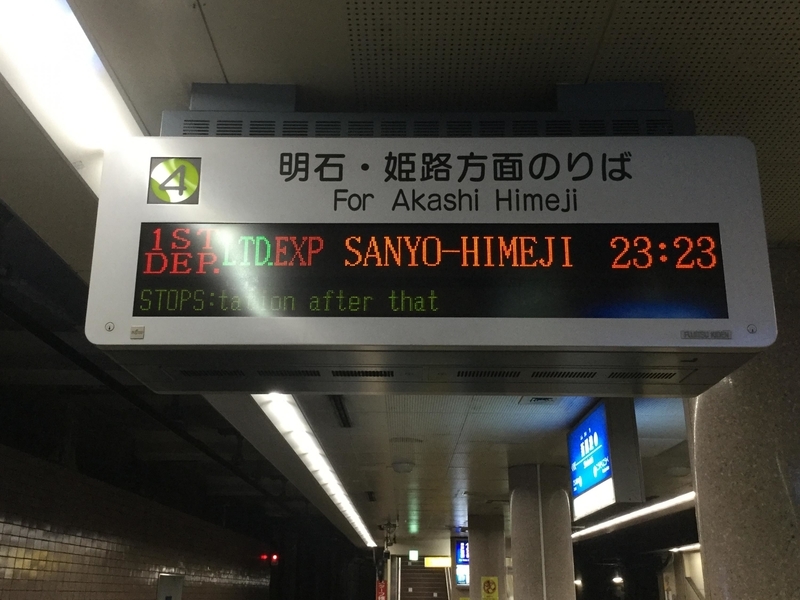 4
明石・姫路方面のりば
For Akashi Himeji
1ST DEP. LTD.EXP SANYO-HIMEJI 23:23
STOPS:tation after that